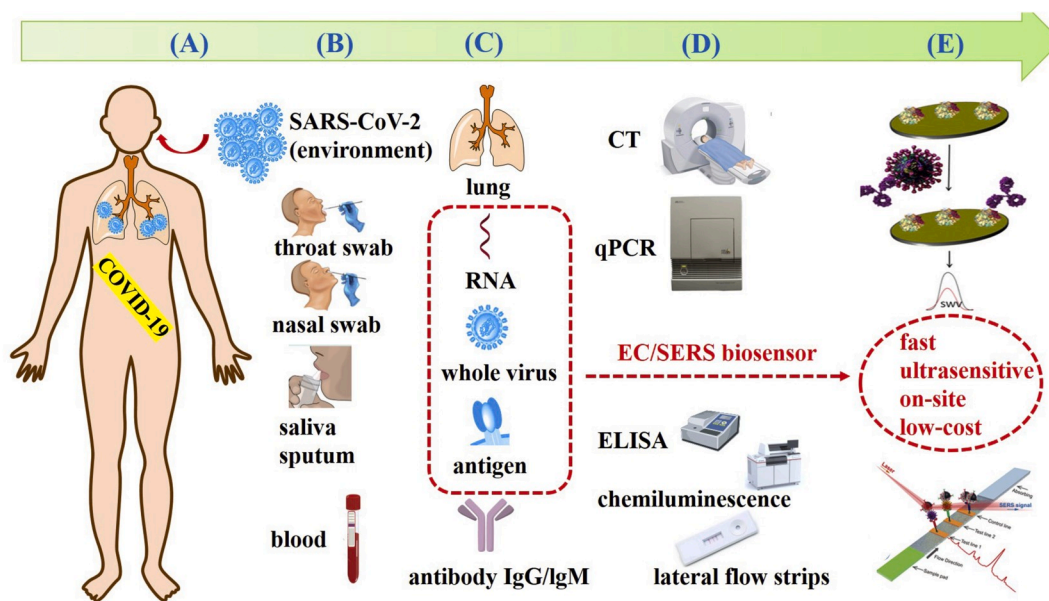 (A)
(B)
(C)
(D)
(E)
SARS-CoV-2
(environment)
COVID-19
throat swab
nasal swab
saliva
sputum
blood
lung
RNA
whole virus
antigen
antibody IgG/lgM
CT
qPCR
EC/SERS biosensor
ELISA
chemiluminescence
lateral flow strips
SWV
fast
ultrasensitive
on-site
low-cost
Laser
Absorbing
SERS signal
Control line
Test line 2
Test line 1
Flow Direction
Sample pad